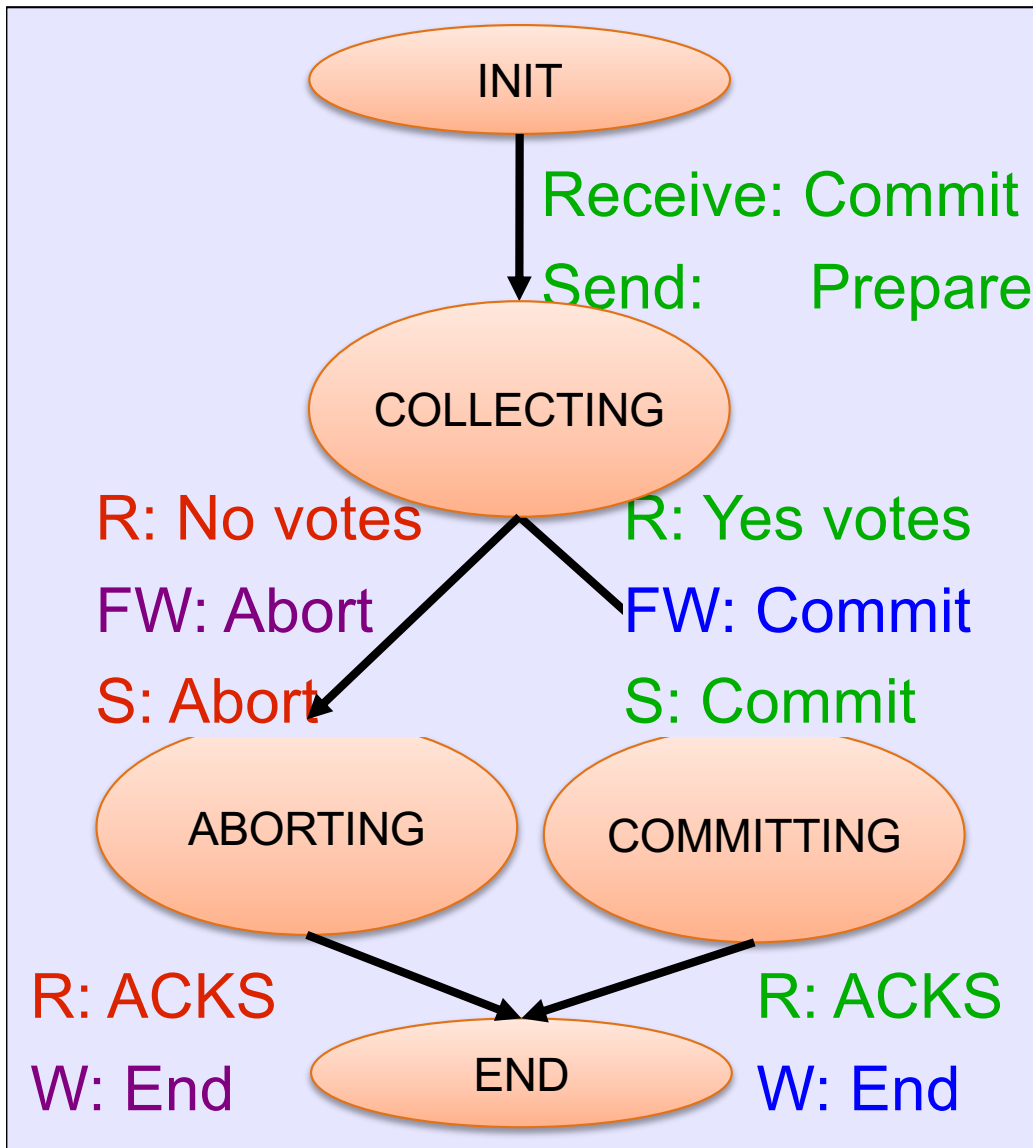 INIT
Receive: Commit
Send: Prepare
COLLECTING
R: No votes
FW: Abort
S: Abort
R: Yes votes
FW: Commit
S: Commit
ABORTING
COMMITTING
R: ACKS
W: End
R: ACKS
W: End
END